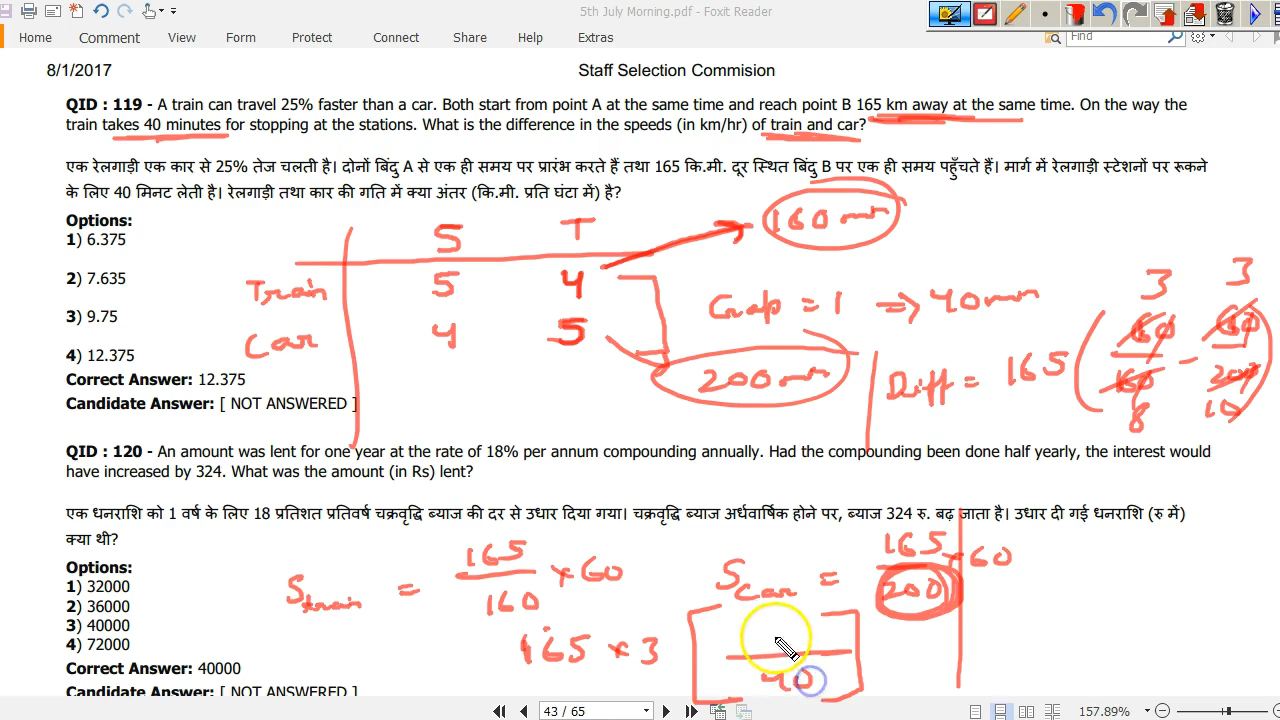 5th July Morning.pdf - Foxit Reader
Home Comment View Form Protect Connect Share Help Extras
Find
8/1/2017 Staff Selection Commision
QID : 119 - A train can travel 25% faster than a car. Both start from point A at the same time and reach point B 165 km away at the same time. On the way the
train takes 40 minutes for stopping at the stations. What is the difference in the speeds (in km/hr) of train and car?
एक रेलगाड़ी एक कार से 25% तेज चलती है। दोनों बिंदु A से एक ही समय पर प्रारंभ करते हैं तथा 165 कि.मी. दूर स्थित बिंदु B पर एक ही समय पहुँचते हैं। मार्ग में रेलगाड़ी स्टेशनों पर रूकने
के लिए 40 मिनट लेती है। रेलगाड़ी तथा कार की गति में क्या अंतर (कि.मी. प्रति घंटा में) है?
Options:
1) 6.375
2) 7.635
3) 9.75
4) 12.375
Correct Answer: 12.375
Candidate Answer: [ NOT ANSWERED ]
S T
160 min
Train 5 4
Car 4 5
Gap = 1 ⇒ 40 min
200 min
Diff = 165 ( 60/160 - 60/200 )
3 3
8 10
QID : 120 - An amount was lent for one year at the rate of 18% per annum compounding annually. Had the compounding been done half yearly, the interest would
have increased by 324. What was the amount (in Rs) lent?
एक धनराशि को 1 वर्ष के लिए 18 प्रतिशत प्रतिवर्ष चक्रवृद्धि ब्याज की दर से उधार दिया गया। चक्रवृद्धि ब्याज अर्धवार्षिक होने पर, ब्याज 324 रु. बढ़ जाता है। उधार दी गई धनराशि (रु में)
क्या थी?
Options:
1) 32000
2) 36000
3) 40000
4) 72000
Correct Answer: 40000
Candidate Answer: [ NOT ANSWERED ]
S train = 165/160 × 60
S car = 165/200 × 60
165 × 3 [ /40 ]
43 / 65
157.89%